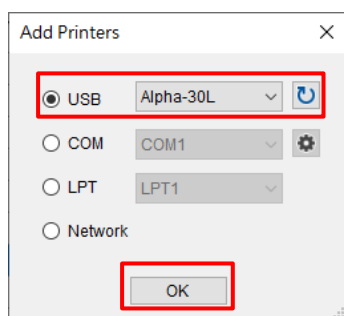 Add Printers
USB Alpha-30L
COM COM1
LPT LPT1
Network
OK